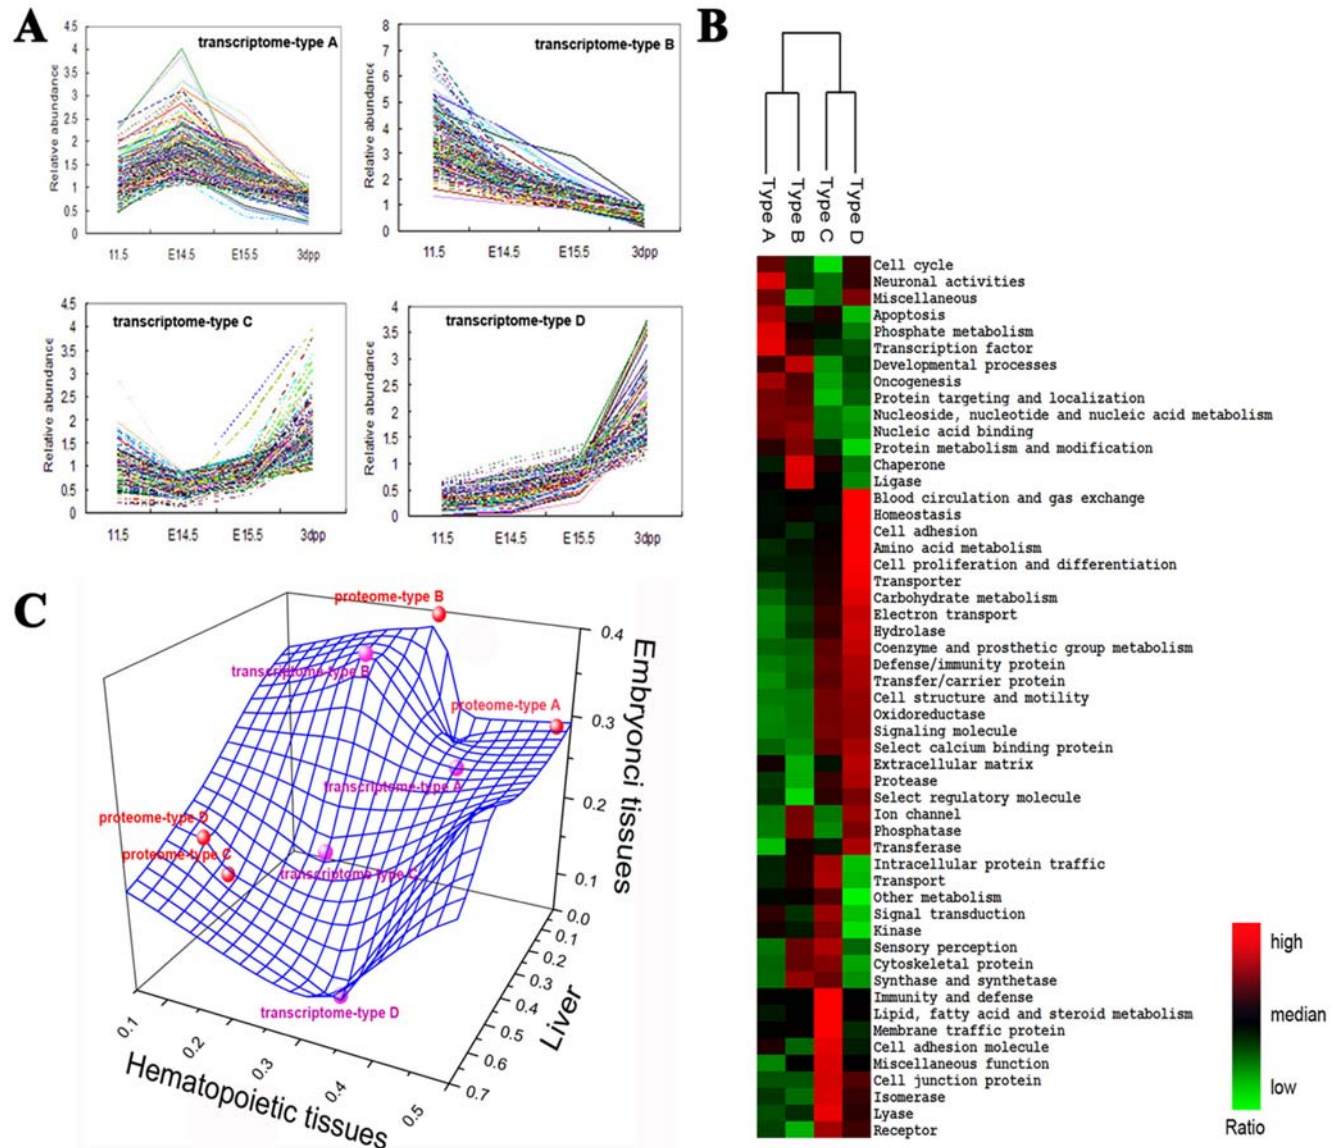 A
transcriptome-type A
Relative abundance
4.5
4
3.5
3
2.5
2
1.5
1
0.5
0
11.5 E14.5 E15.5 3dpp
transcriptome-type B
Relative abundance
8
7
6
5
4
3
2
1
0
11.5 E14.5 E15.5 3dpp
transcriptome-type C
Relative abundance
4.5
4
3.5
3
2.5
2
1.5
1
0.5
0
11.5 E14.5 E15.5 3dpp
transcriptome-type D
Relative abundance
4
3.5
3
2.5
2
1.5
1
0.5
0
11.5 E14.5 E15.5 3dpp
B
Type A
Type B
Type C
Type D
Cell cycle
Neuronal activities
Miscellaneous
Apoptosis
Phosphate metabolism
Transcription factor
Developmental processes
Oncogenesis
Protein targeting and localization
Nucleoside, nucleotide and nucleic acid metabolism
Nucleic acid binding
Protein metabolism and modification
Chaperone
Ligase
Blood circulation and gas exchange
Homeostasis
Cell adhesion
Amino acid metabolism
Cell proliferation and differentiation
Transporter
Carbohydrate metabolism
Electron transport
Hydrolase
Coenzyme and prosthetic group metabolism
Defense/immunity protein
Transfer/carrier protein
Cell structure and motility
Oxidoreductase
Signaling molecule
Select calcium binding protein
Extracellular matrix
Protease
Select regulatory molecule
Ion channel
Phosphatase
Transferase
Intracellular protein traffic
Transport
Other metabolism
Signal transduction
Kinase
Sensory perception
Cytoskeletal protein
Synthase and synthetase
Immunity and defense
Lipid, fatty acid and steroid metabolism
Membrane traffic protein
Cell adhesion molecule
Miscellaneous function
Cell junction protein
Isomerase
Lyase
Receptor
high
median
low
Ratio
C
proteome-type B
transcriptome-type B
proteome-type A
transcriptome-type A
proteome-type D
proteome-type C
transcriptome-type C
transcriptome-type D
0.4
0.3
0.2
0.1
Embryonci tissues
0.0
0.1
0.2
0.3
0.4
0.5
0.6
0.7
Liver
0.1
0.2
0.3
0.4
0.5
Hematopoietic tissues